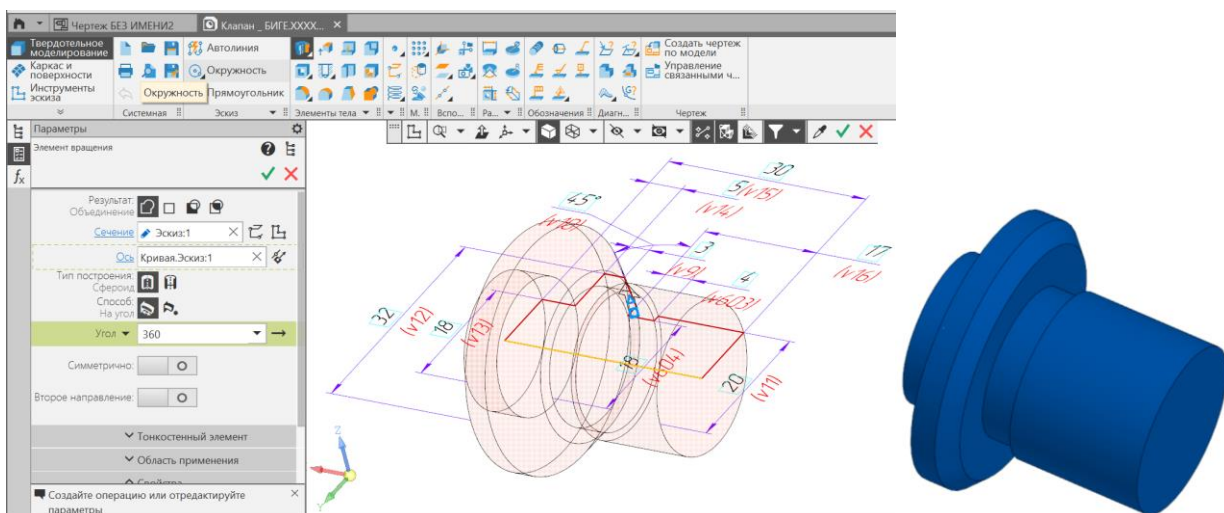 Чертеж БЕЗ ИМЕНИ2
Клапан _ БИГЕ.XXXX...
Твердотельное
моделирование
Каркас и
поверхности
Инструменты
эскиза
Автолиния
Окружность
Окружность
Прямоугольник
Создать чертеж
по модели
Управление
связанными ч...
Системная
Эскиз
Элементы тела
М.
Вспо...
Ра...
Обозначения
Диагн...
Чертеж
Параметры
Элемент вращения
fx
Результат:
Объединение
Сечение
Эскиз:1
Ось
Кривая.Эскиз:1
Тип построения:
Сфероид
Способ:
На угол
Угол
360
Симметрично:
Второе направление:
Тонкостенный элемент
Область применения
Свойства
Создайте операцию или отредактируйте
параметры
30
5(v15)
(v14)
45°
(v18)
3
(v9)
17
(v16)
4
(v603)
32
(v12)
18
(v13)
18
(v604)
20
(v11)
Z
Y